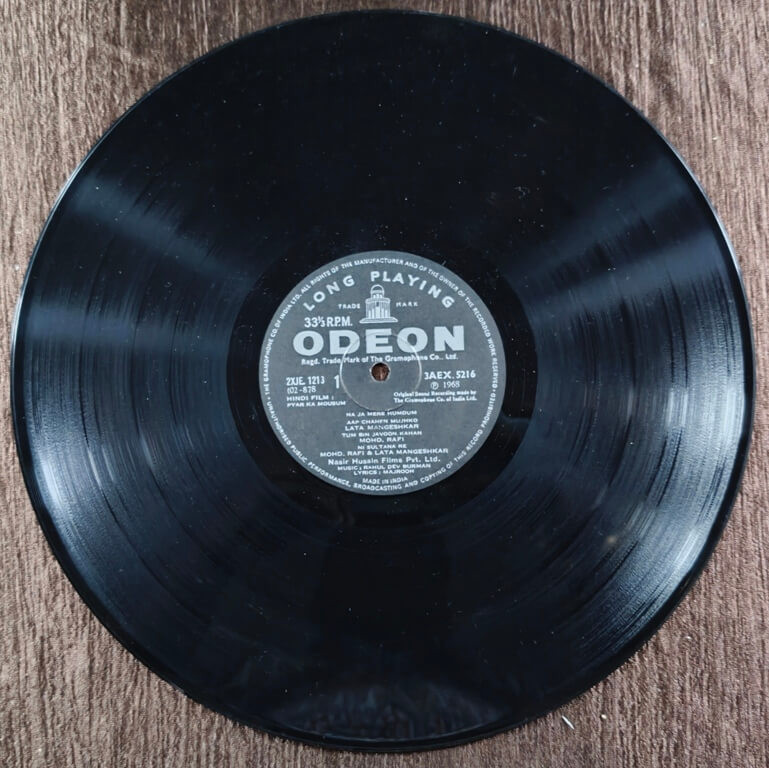 THE GRAMOPHONE CO. OF INDIA LTD. ALL RIGHTS OF THE MANUFACTURER AND OF THE OWNER OF THE RECORDED WORK RESERVED
LONG PLAYING
TRADE MARK
33⅓ R.P.M.
ODEON
Regd. Trade Mark of The Gramophone Co., Ltd.
2XJE. 1213 1 3AEX. 5216
(02-878 Ⓟ 1968
HINDI FILM : Original Sound Recording made by
PYAR KA MOUSUM The Gramophone Co. of India Ltd.
NA JA MERE HUMDUM
AAP CHAHEN MUJHKO
LATA MANGESHKAR
TUM BIN JAVOON KAHAN
MOHD. RAFI
NI SULTANA RE
MOHD. RAFI & LATA MANGESHKAR
Nasir Husain Films Pvt. Ltd.
MUSIC : RAHUL DEV BURMAN
LYRICS : MAJROOH
MADE IN INDIA
UNAUTHORISED PUBLIC PERFORMANCE, BROADCASTING AND COPYING OF THIS RECORD PROHIBITED